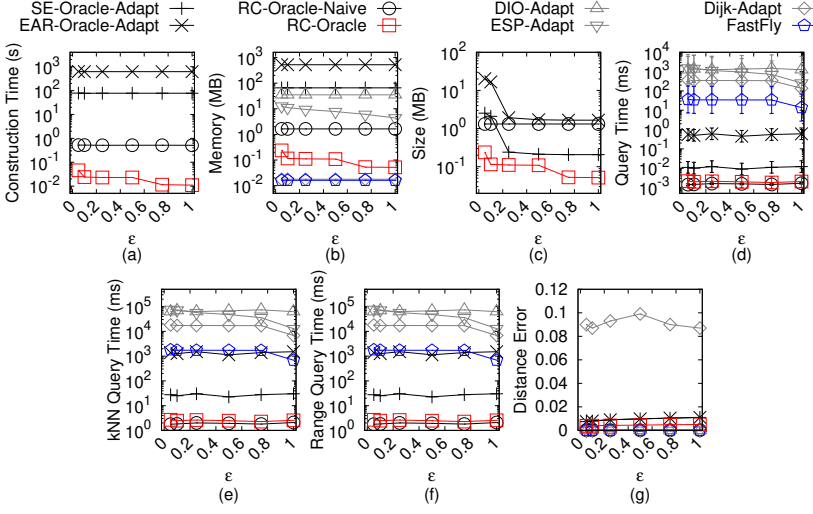 SE-Oracle-Adapt RC-Oracle-Naive DIO-Adapt Dijk-Adapt
EAR-Oracle-Adapt RC-Oracle ESP-Adapt FastFly
Construction Time (s)
10^3
10^2
10^1
10^0
10^-1
10^-2
0 0.2 0.4 0.6 0.8 1
ε
(a)
Memory (MB)
10^3
10^2
10^1
10^0
10^-1
10^-2
0 0.2 0.4 0.6 0.8 1
ε
(b)
Size (MB)
10^2
10^1
10^0
10^-1
0 0.2 0.4 0.6 0.8 1
ε
(c)
Query Time (ms)
10^4
10^3
10^2
10^1
10^0
10^-1
10^-2
10^-3
0 0.2 0.4 0.6 0.8 1
ε
(d)
kNN Query Time (ms)
10^5
10^4
10^3
10^2
10^1
10^0
0 0.2 0.4 0.6 0.8 1
ε
(e)
Range Query Time (ms)
10^5
10^4
10^3
10^2
10^1
10^0
0 0.2 0.4 0.6 0.8 1
ε
(f)
Distance Error
0.12
0.1
0.08
0.06
0.04
0.02
0
0 0.2 0.4 0.6 0.8 1
ε
(g)